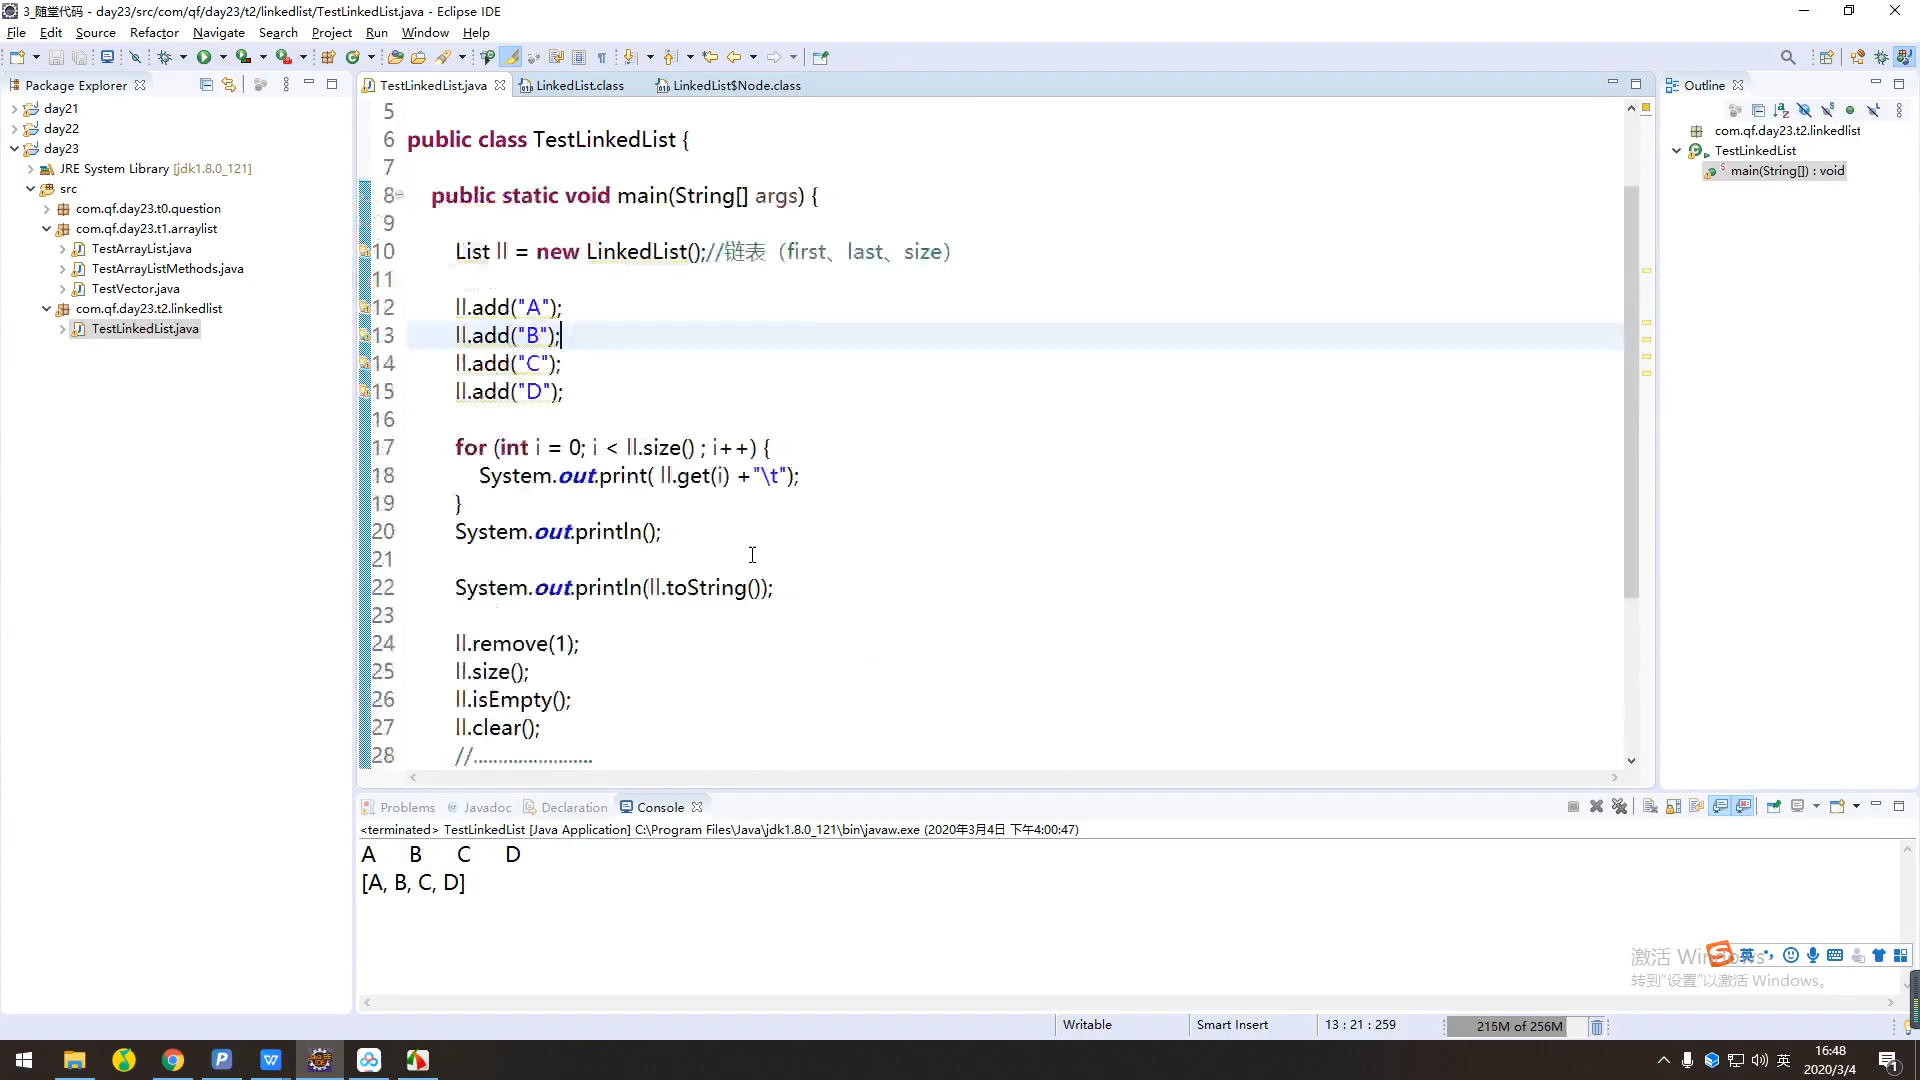 3_随堂代码 - day23/src/com/qf/day23/t2/linkedlist/TestLinkedList.java - Eclipse IDE
File Edit Source Refactor Navigate Search Project Run Window Help
Package Explorer
day21
day22
day23
JRE System Library [jdk1.8.0_121]
src
com.qf.day23.t0.question
com.qf.day23.t1.arraylist
TestArrayList.java
TestArrayListMethods.java
TestVector.java
com.qf.day23.t2.linkedlist
TestLinkedList.java
TestLinkedList.java LinkedList.class LinkedList$Node.class
5
6 public class TestLinkedList {
7
8 public static void main(String[] args) {
9
10 List ll = new LinkedList();//链表（first、last、size）
11
12 ll.add("A");
13 ll.add("B");
14 ll.add("C");
15 ll.add("D");
16
17 for (int i = 0; i < ll.size() ; i++) {
18 System.out.print( ll.get(i) +"\t");
19 }
20 System.out.println();
21
22 System.out.println(ll.toString());
23
24 ll.remove(1);
25 ll.size();
26 ll.isEmpty();
27 ll.clear();
28 //........................
Outline
com.qf.day23.t2.linkedlist
TestLinkedList
main(String[]) : void
Problems @ Javadoc Declaration Console
<terminated> TestLinkedList [Java Application] C:\Program Files\Java\jdk1.8.0_121\bin\javaw.exe (2020年3月4日 下午4:00:47)
A B C D
[A, B, C, D]
激活 Windows
英
转到"设置"以激活 Windows。
Writable Smart Insert 13 : 21 : 259 215M of 256M
英 16:48
2020/3/4